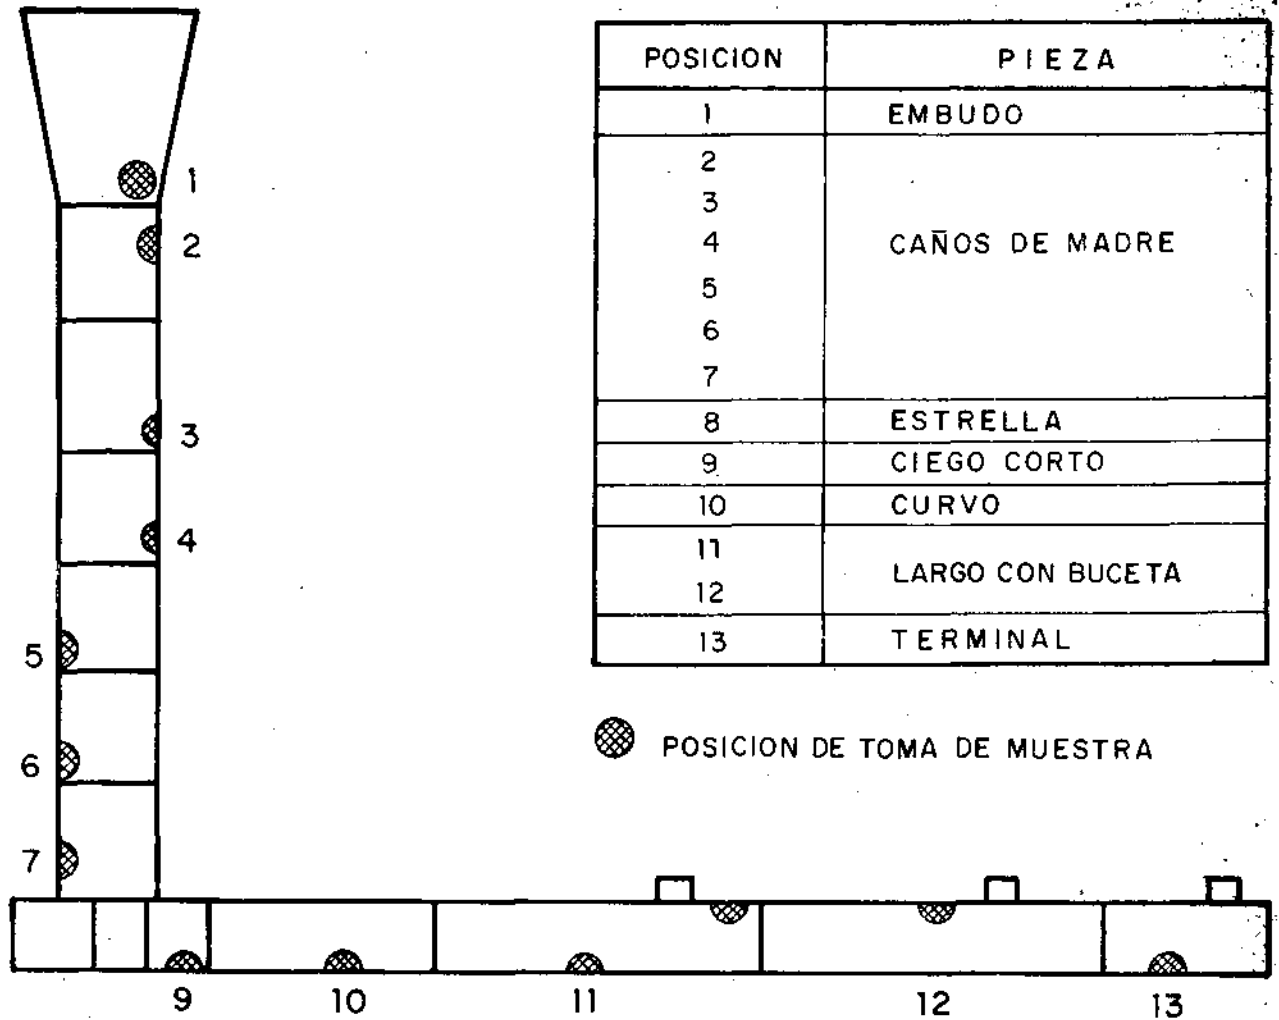 POSICION PIEZA
1 EMBUDO
2
3
4 CAÑOS DE MADRE
5
6
7
8 ESTRELLA
9 CIEGO CORTO
10 CURVO
11
LARGO CON BUCETA
12
13 TERMINAL
POSICION DE TOMA DE MUESTRA
1
2
3
4
5
6
7
9 10 11 12 13